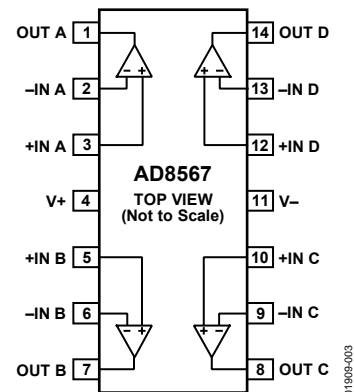 OUT A 1 14 OUT D
–IN A 2 13 –IN D
+IN A 3 12 +IN D
V+ 4 11 V–
+IN B 5 10 +IN C
–IN B 6 9 –IN C
OUT B 7 8 OUT C
– + + –
AD8567
TOP VIEW
(Not to Scale)
– + + –
01909-003